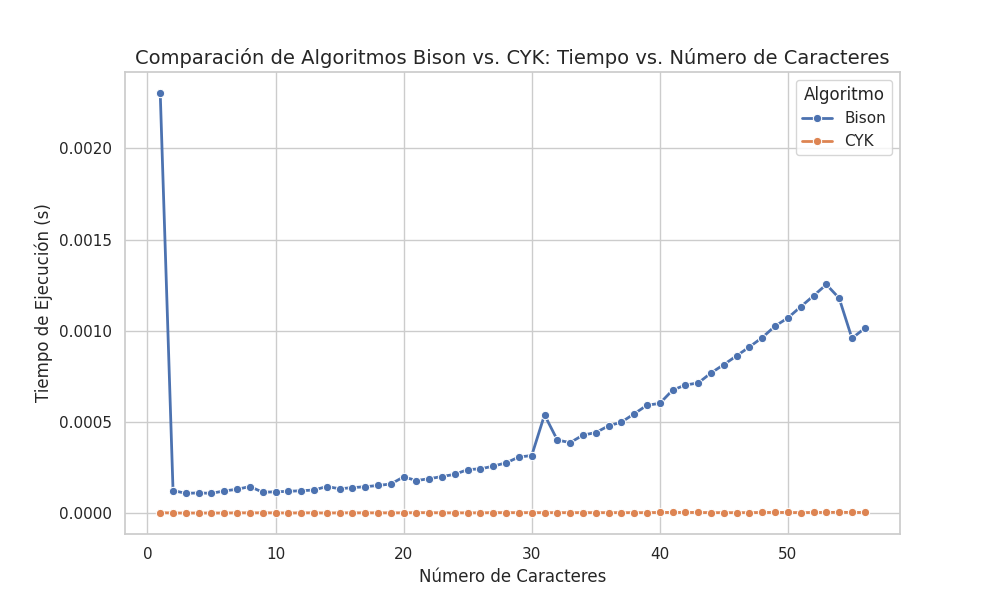 Comparación de Algoritmos Bison vs. CYK: Tiempo vs. Número de Caracteres
Algoritmo
Bison
CYK
Tiempo de Ejecución (s)
0.0020
0.0015
0.0010
0.0005
0.0000
0 10 20 30 40 50
Número de Caracteres